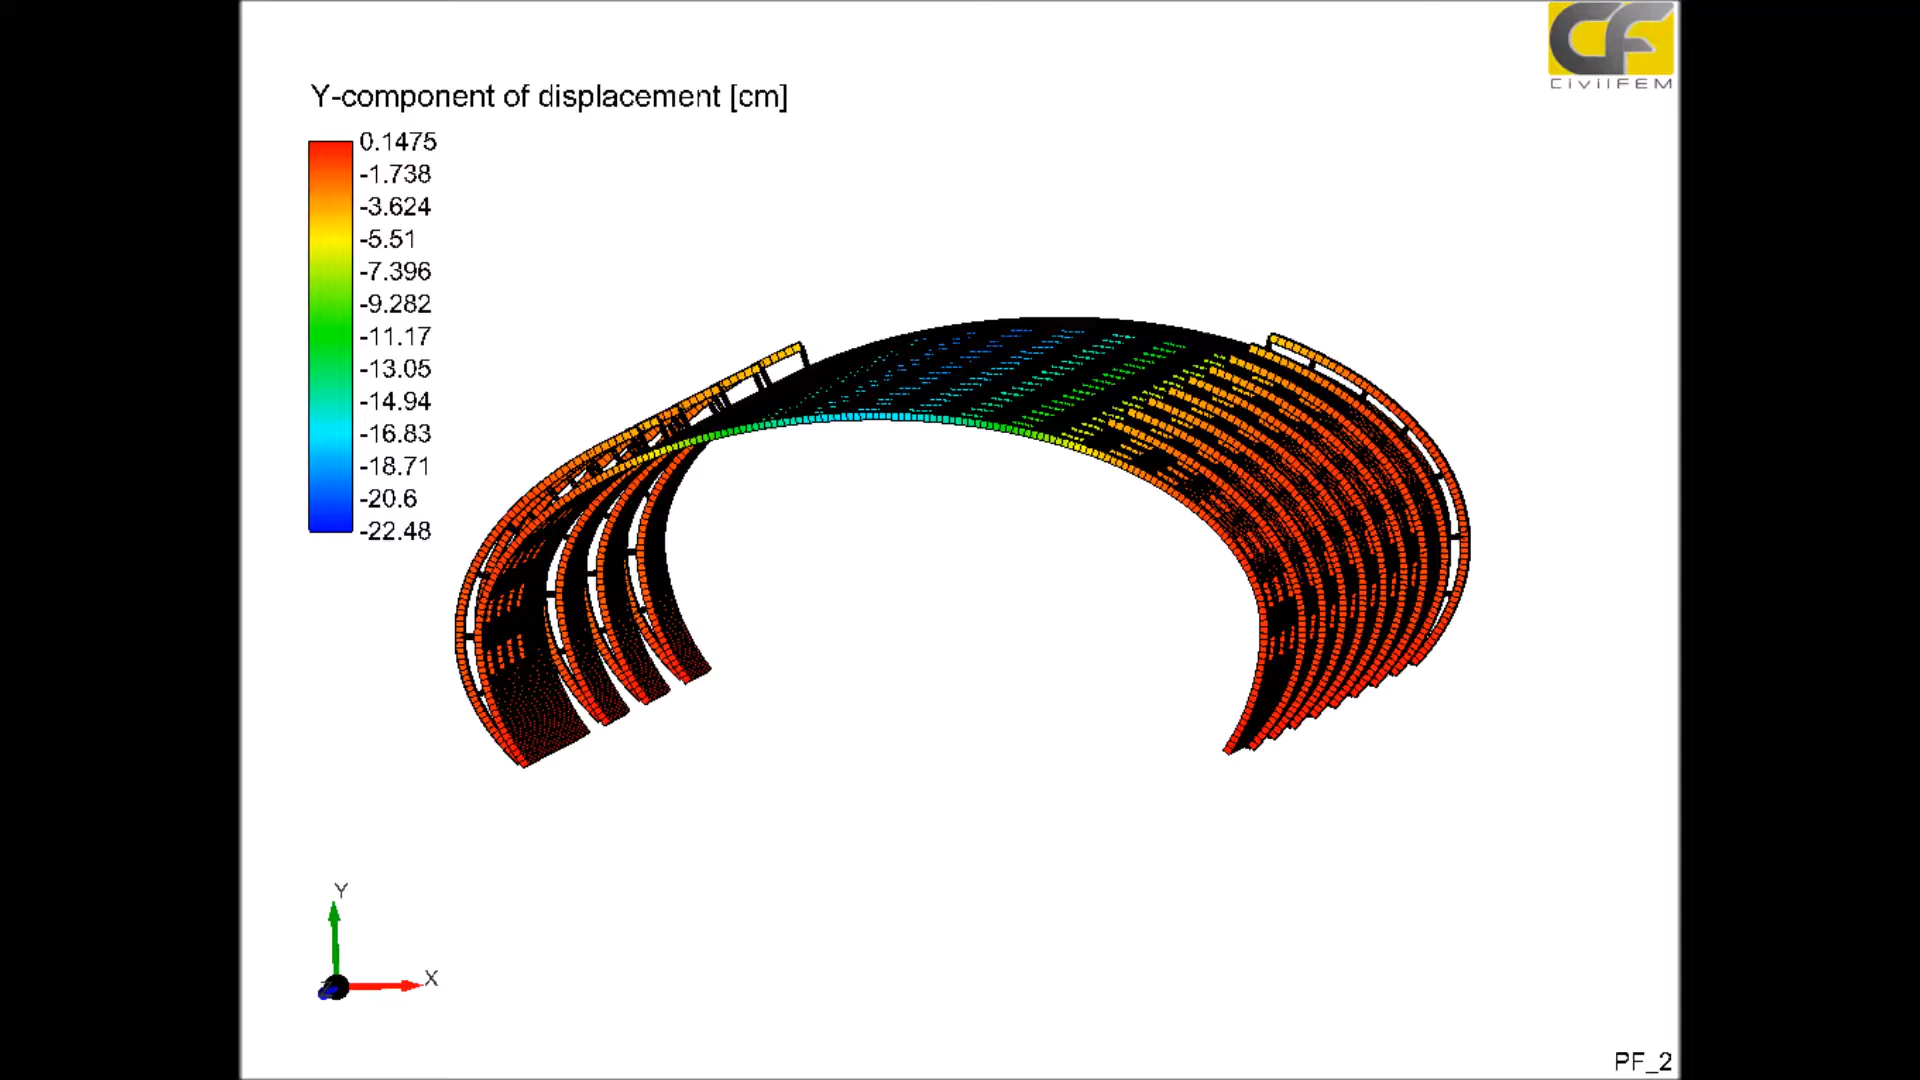 CF
CivilFEM
Y-component of displacement [cm]
0.1475
-1.738
-3.624
-5.51
-7.396
-9.282
-11.17
-13.05
-14.94
-16.83
-18.71
-20.6
-22.48
Y
X
Z
PF_2